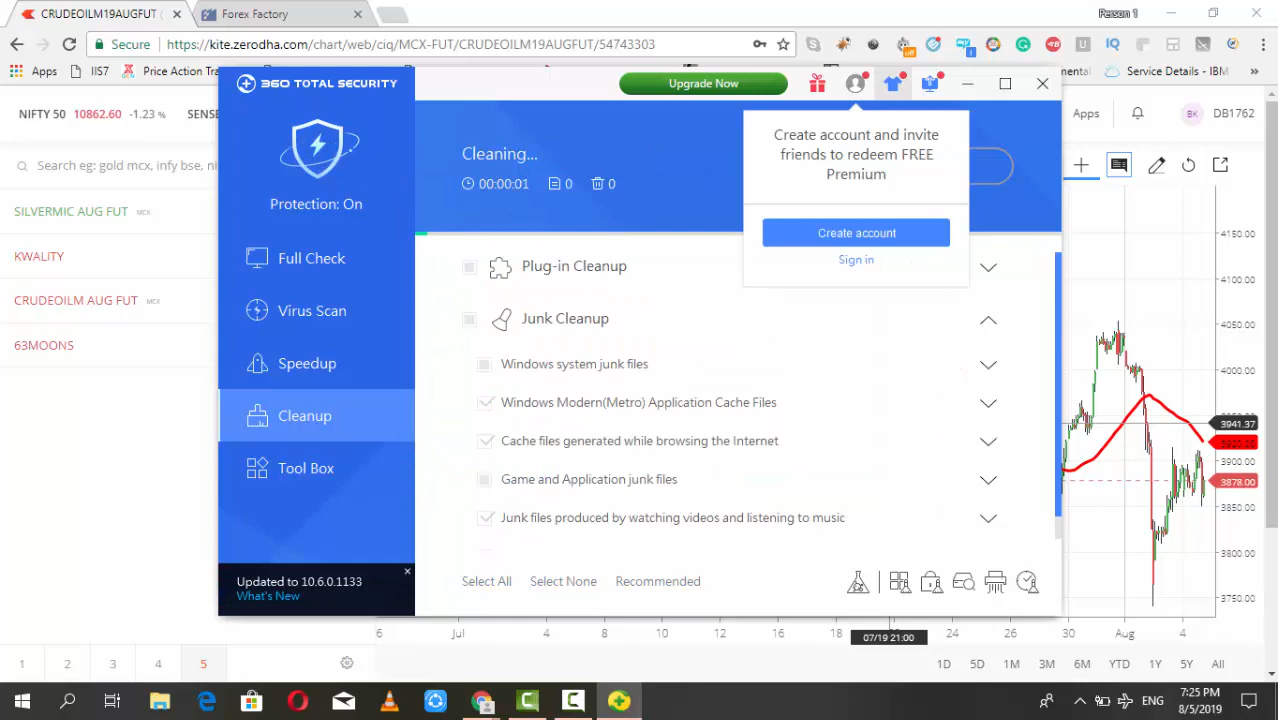 CRUDEOILM19AUGFUT (
Forex Factory
Person 1
Secure
https://kite.zerodha.com/chart/web/ciq/MCX-FUT/CRUDEOILM19AUGFUT/54743303
Apps
IIS7
Price Action Tra
mental
Service Details - IBM
»
360 TOTAL SECURITY
Upgrade Now
NIFTY 50 10862.60 -1.23 %
SENSE
Apps
BK
DB1762
Search eg: gold mcx, infy bse, nifty
SILVERMIC AUG FUT MCX
KWALITY
CRUDEOILM AUG FUT MCX
63MOONS
Protection: On
Full Check
Virus Scan
Speedup
Cleanup
Tool Box
Updated to 10.6.0.1133
What's New
Cleaning...
00:00:01
0
0
Create account and invite
friends to redeem FREE
Premium
Create account
Sign in
Plug-in Cleanup
Junk Cleanup
Windows system junk files
Windows Modern(Metro) Application Cache Files
Cache files generated while browsing the Internet
Game and Application junk files
Junk files produced by watching videos and listening to music
Select All
Select None
Recommended
4150.00
4100.00
4050.00
4000.00
3941.37
3900.00
3878.00
3850.00
3800.00
3750.00
6
Jul
4
8
10
12
16
07/19 21:00
24
26
30
Aug
4
1
2
3
4
5
1D
5D
1M
3M
6M
YTD
1Y
5Y
All
ENG
7:25 PM
8/5/2019